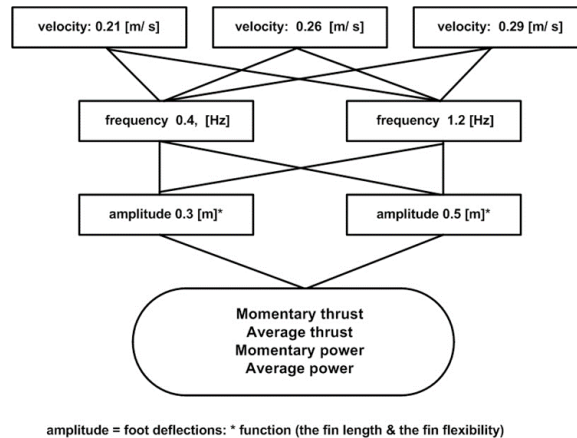 velocity: 0.21 [m/ s]
velocity: 0.26 [m/ s]
velocity: 0.29 [m/ s]
frequency 0.4, [Hz]
frequency 1.2 [Hz]
amplitude 0.3 [m]*
amplitude 0.5 [m]*
Momentary thrust
Average thrust
Momentary power
Average power
amplitude = foot deflections: * function (the fin length & the fin flexibility)